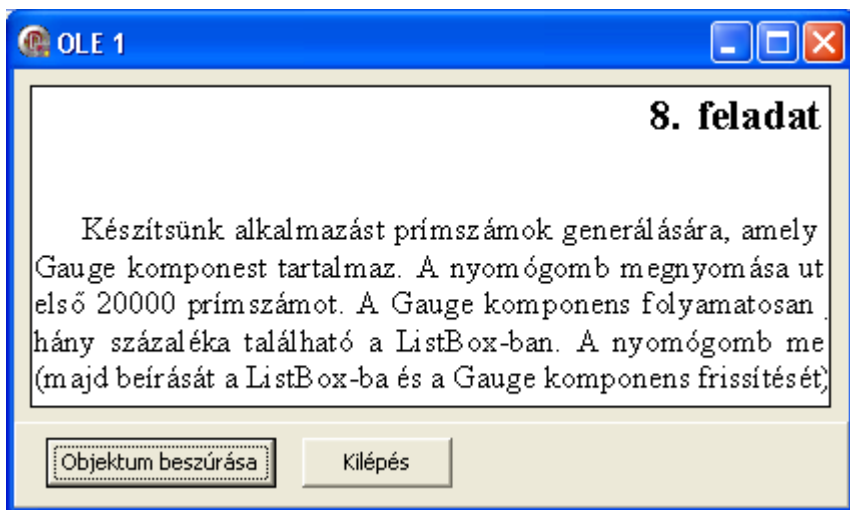 OLE 1
8. feladat
Készítsünk alkalmazást prímszámok generálására, amely
Gauge komponest tartalmaz. A nyomógomb megnyomása ut
első 20000 prímszámot. A Gauge komponens folyamatosan
hány százaléka található a ListBox-ban. A nyomógomb me
(majd beírását a ListBox-ba és a Gauge komponens frissítését)
Objektum beszúrása
Kilépés